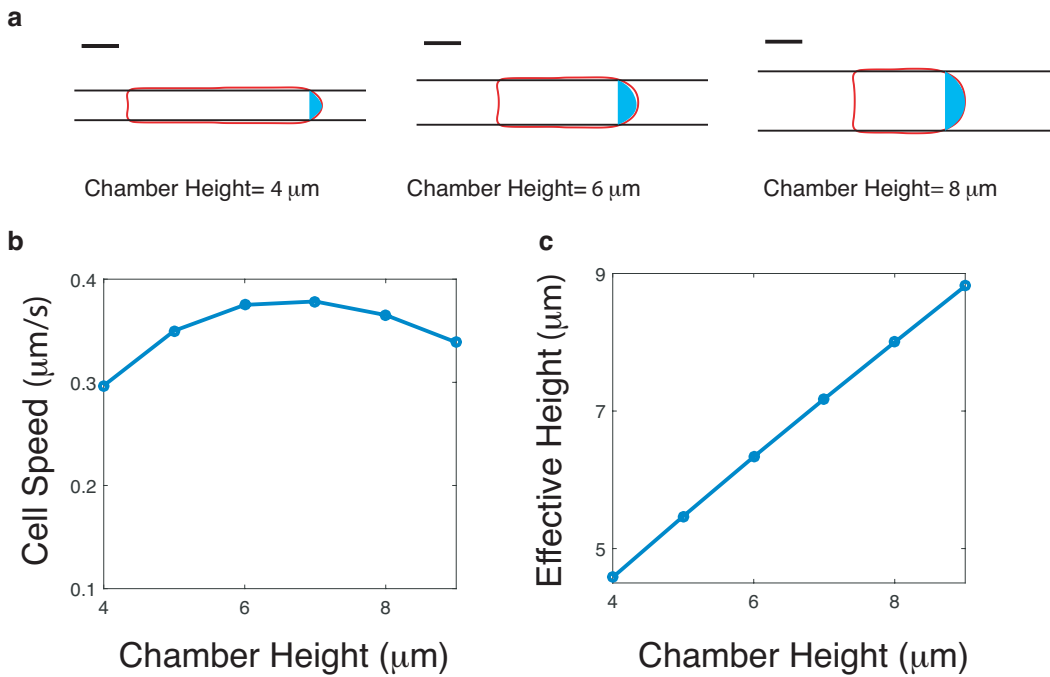 a
Chamber Height= 4 μm
Chamber Height= 6 μm
Chamber Height= 8 μm
b
Cell Speed (μm/s)
0.4
0.3
0.2
0.1
4
6
8
Chamber Height (μm)
c
Effective Height (μm)
9
7
5
4
6
8
Chamber Height (μm)